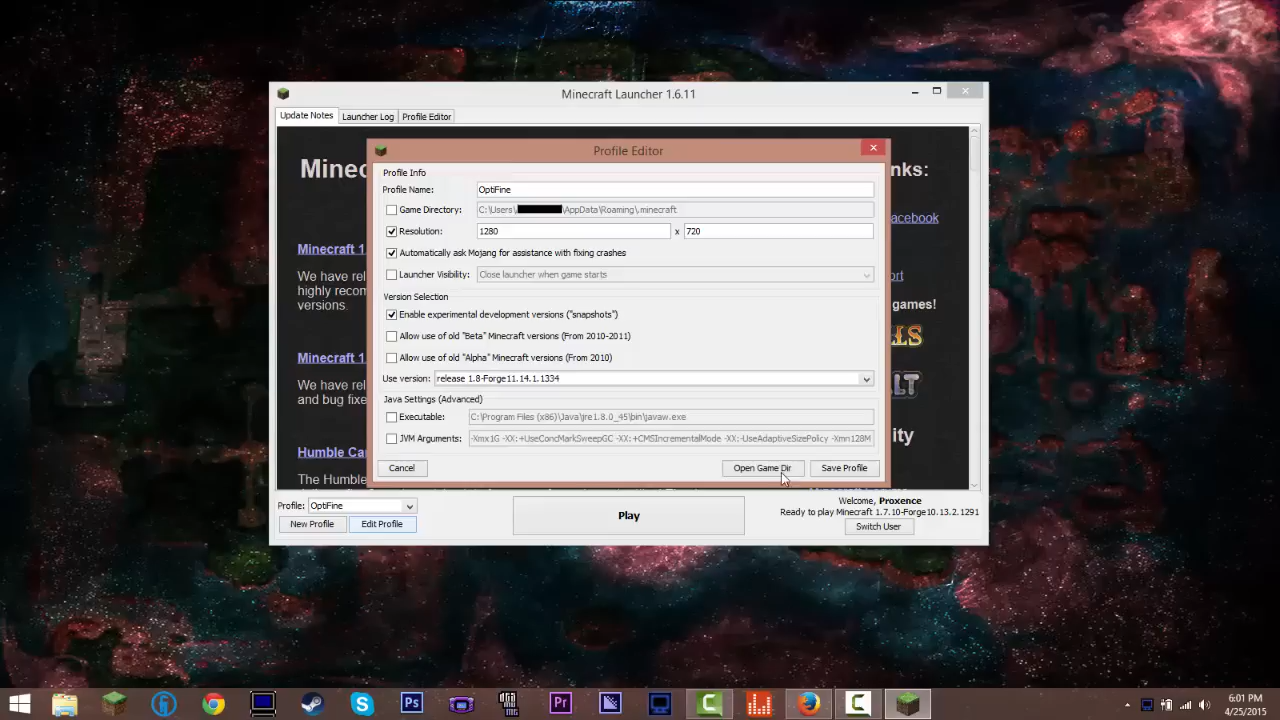 Minecraft Launcher 1.6.11
Update Notes
Launcher Log
Profile Editor
Minec
nks:
acebook
Minecraft 1
We have rel
highly recom
versions.
ort
games!
LLS
Minecraft 1.
We have rel
and bug fixe
ALT
ity
Humble Ca
The Humble
Profile Editor
Profile Info
Profile Name: OptiFine
Game Directory: C:\Users\ \AppData\Roaming\.minecraft
Resolution: 1280 x 720
Automatically ask Mojang for assistance with fixing crashes
Launcher Visibility: Close launcher when game starts
Version Selection
Enable experimental development versions ("snapshots")
Allow use of old "Beta" Minecraft versions (From 2010-2011)
Allow use of old "Alpha" Minecraft versions (From 2010)
Use version: release 1.8-Forge11.14.1.1334
Java Settings (Advanced)
Executable: C:\Program Files (x86)\Java\jre1.8.0_45\bin\javaw.exe
JVM Arguments: -Xmx1G -XX:+UseConcMarkSweepGC -XX:+CMSIncrementalMode -XX:-UseAdaptiveSizePolicy -Xmn128M
Cancel
Open Game Dir
Save Profile
Profile: OptiFine
New Profile
Edit Profile
Play
Welcome, Proxence
Ready to play Minecraft 1.7.10-Forge10.13.2.1291
Switch User
Ps
Pr
6:01 PM
4/25/2015